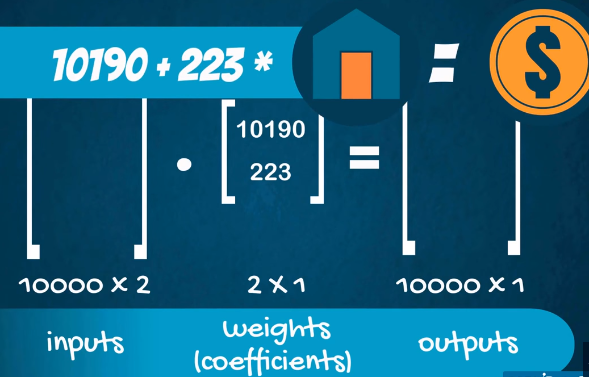 10190 + 223 * = $
10190
223
• =
10000 X 2
2 X 1
10000 X 1
inputs
weights
(coefficients)
outputs